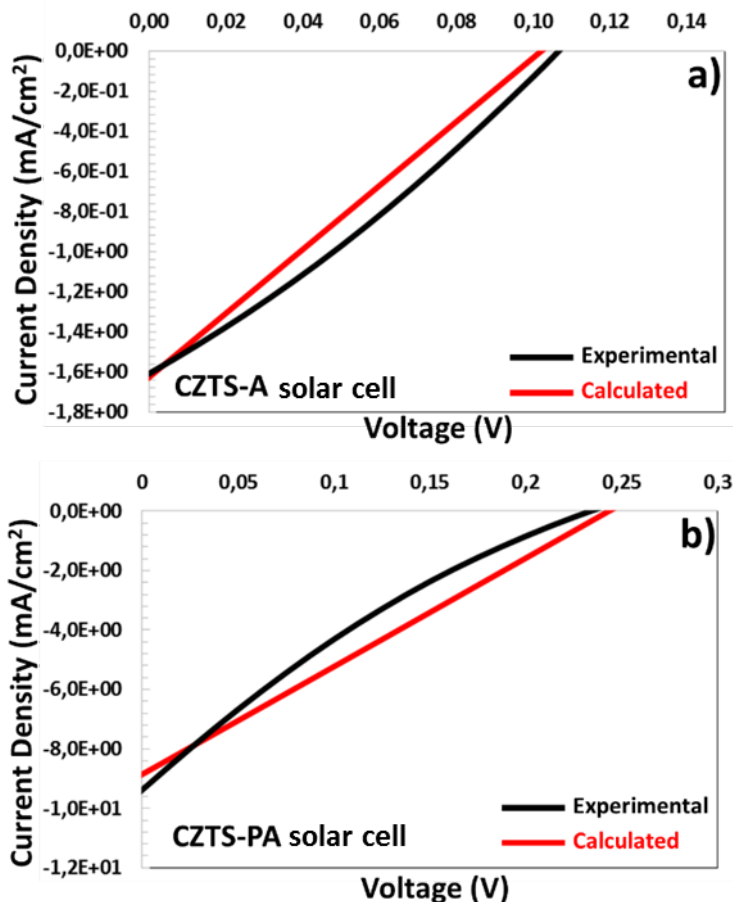 0,00 0,02 0,04 0,06 0,08 0,10 0,12 0,14
0,0E+00
-2,0E-01
-4,0E-01
-6,0E-01
-8,0E-01
-1,0E+00
-1,2E+00
-1,4E+00
-1,6E+00
-1,8E+00
Current Density (mA/cm²)
a)
Experimental
Calculated
CZTS-A solar cell
Voltage (V)
0 0,05 0,1 0,15 0,2 0,25 0,3
0,0E+00
-2,0E+00
-4,0E+00
-6,0E+00
-8,0E+00
-1,0E+01
-1,2E+01
Current Density (mA/cm²)
b)
Experimental
Calculated
CZTS-PA solar cell
Voltage (V)